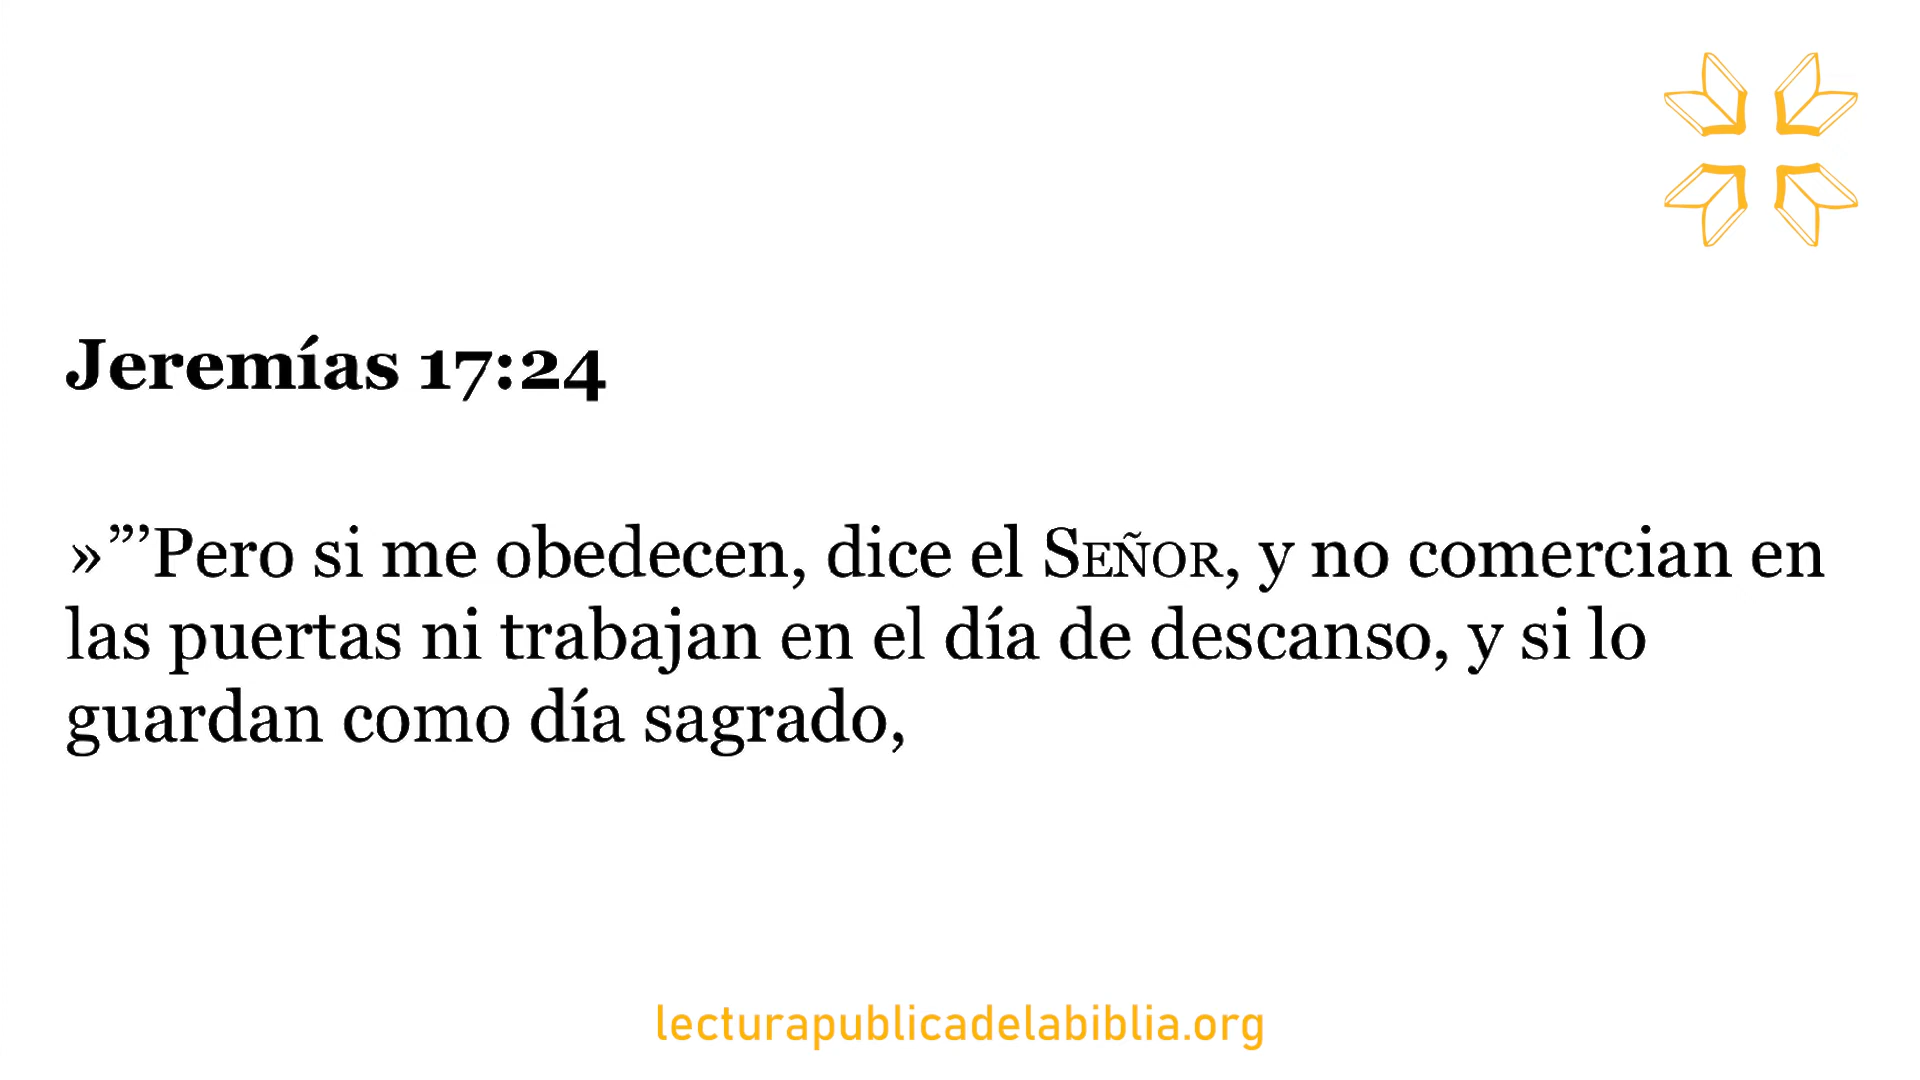 Jeremías 17:24
»”’Pero si me obedecen, dice el SEÑOR, y no comercian en
las puertas ni trabajan en el día de descanso, y si lo
guardan como día sagrado,
lecturapublicadelabiblia.org